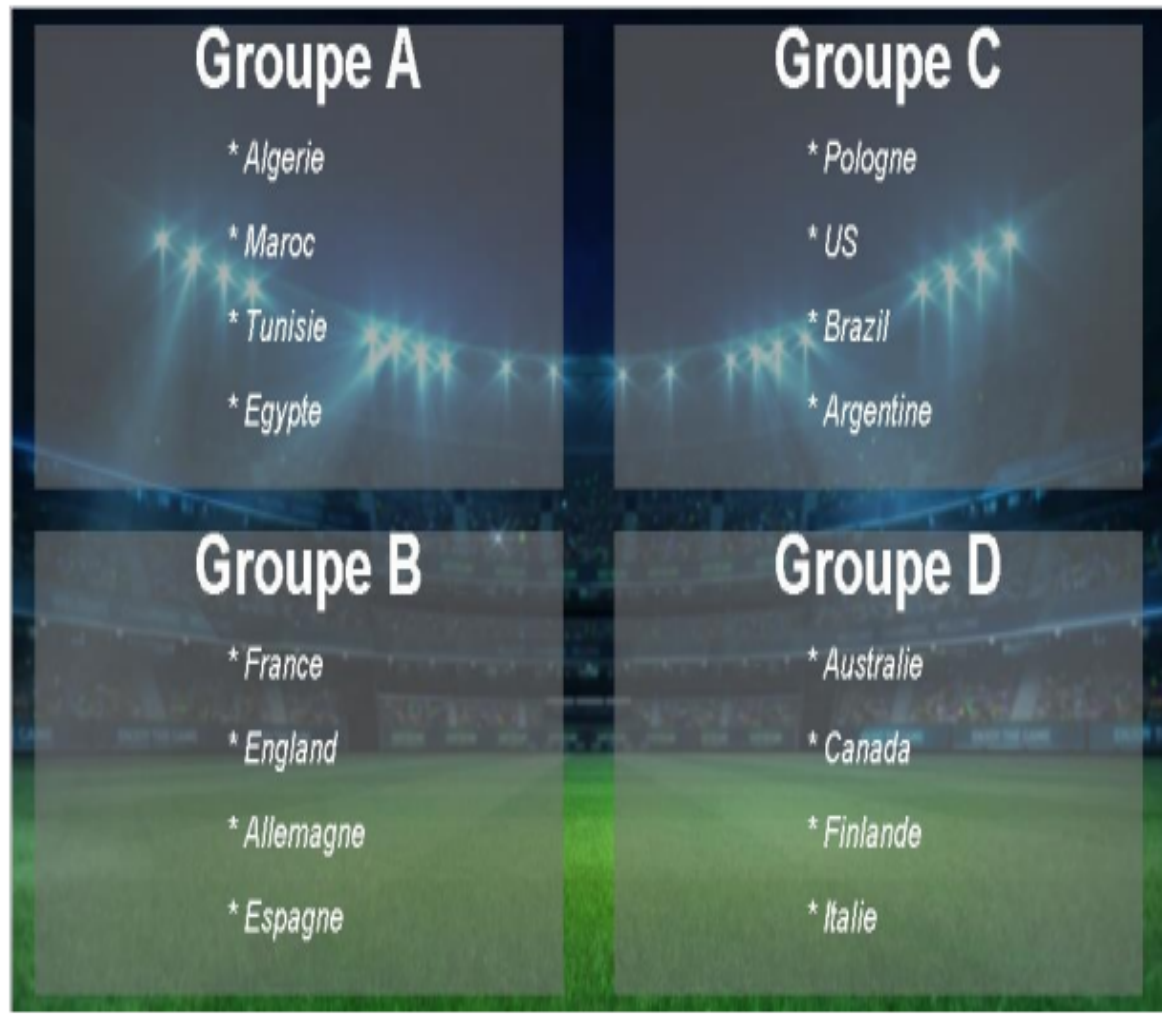 Groupe A
* Algerie
* Maroc
* Tunisie
* Egypte
Groupe B
* France
* England
* Allemagne
* Espagne
Groupe C
* Pologne
* US
* Brazil
* Argentine
Groupe D
* Australie
* Canada
* Finlande
* Italie